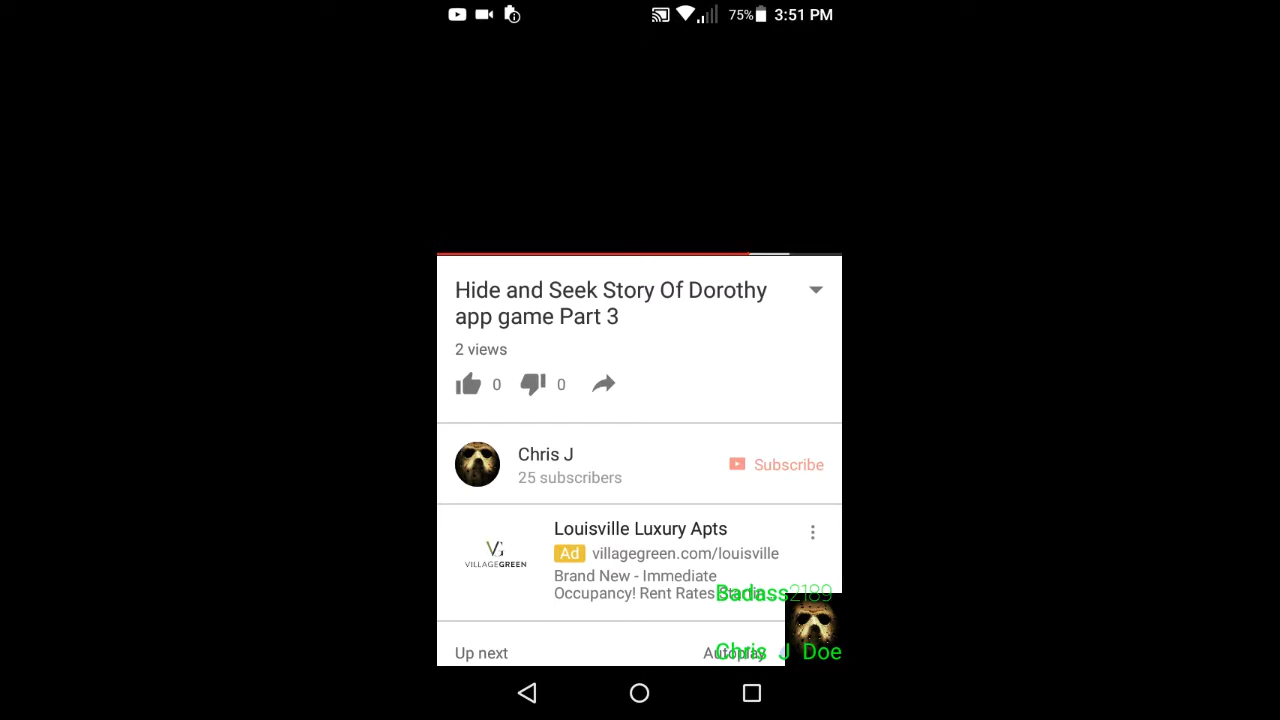 75% 3:51 PM
Hide and Seek Story Of Dorothy
app game Part 3
2 views
0 0
Chris J
25 subscribers
Subscribe
Louisville Luxury Apts
VG
VILLAGEGREEN
Ad villagegreen.com/louisville
Brand New - Immediate
Occupancy! Rent Rates
Badass2189
Up next
Autoplay
Chris J Doe